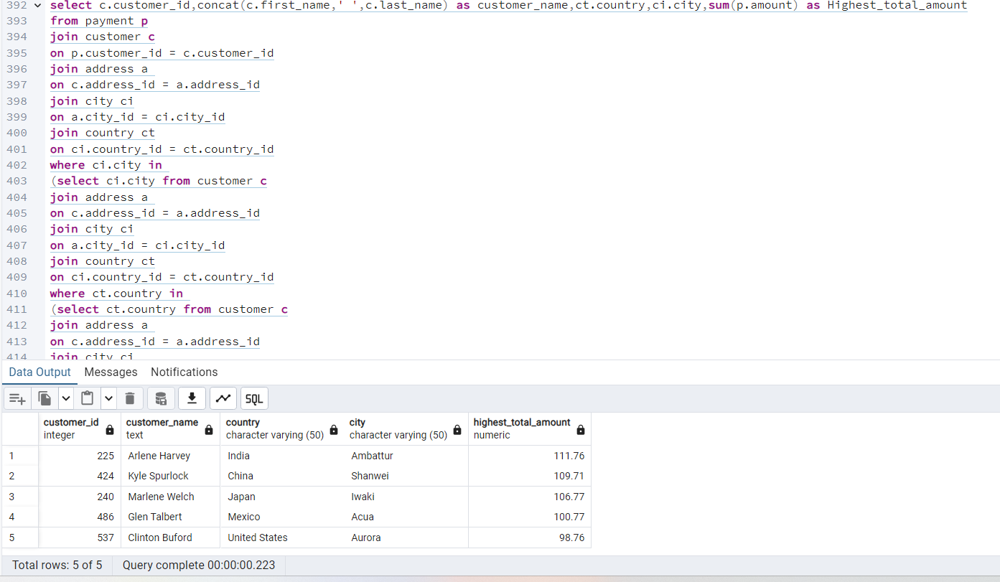 392 select c.customer_id,concat(c.first_name,' ',c.last_name) as customer_name,ct.country,ci.city,sum(p.amount) as Highest_total_amount
393 from payment p
394 join customer c
395 on p.customer_id = c.customer_id
396 join address a
397 on c.address_id = a.address_id
398 join city ci
399 on a.city_id = ci.city_id
400 join country ct
401 on ci.country_id = ct.country_id
402 where ci.city in
403 (select ci.city from customer c
404 join address a
405 on c.address_id = a.address_id
406 join city ci
407 on a.city_id = ci.city_id
408 join country ct
409 on ci.country_id = ct.country_id
410 where ct.country in
411 (select ct.country from customer c
412 join address a
413 on c.address_id = a.address_id
414 join city ci
Data Output Messages Notifications
SQL
customer_id customer_name country city highest_total_amount
integer text character varying (50) character varying (50) numeric
1 225 Arlene Harvey India Ambattur 111.76
2 424 Kyle Spurlock China Shanwei 109.71
3 240 Marlene Welch Japan Iwaki 106.77
4 486 Glen Talbert Mexico Acua 100.77
5 537 Clinton Buford United States Aurora 98.76
Total rows: 5 of 5 Query complete 00:00:00.223